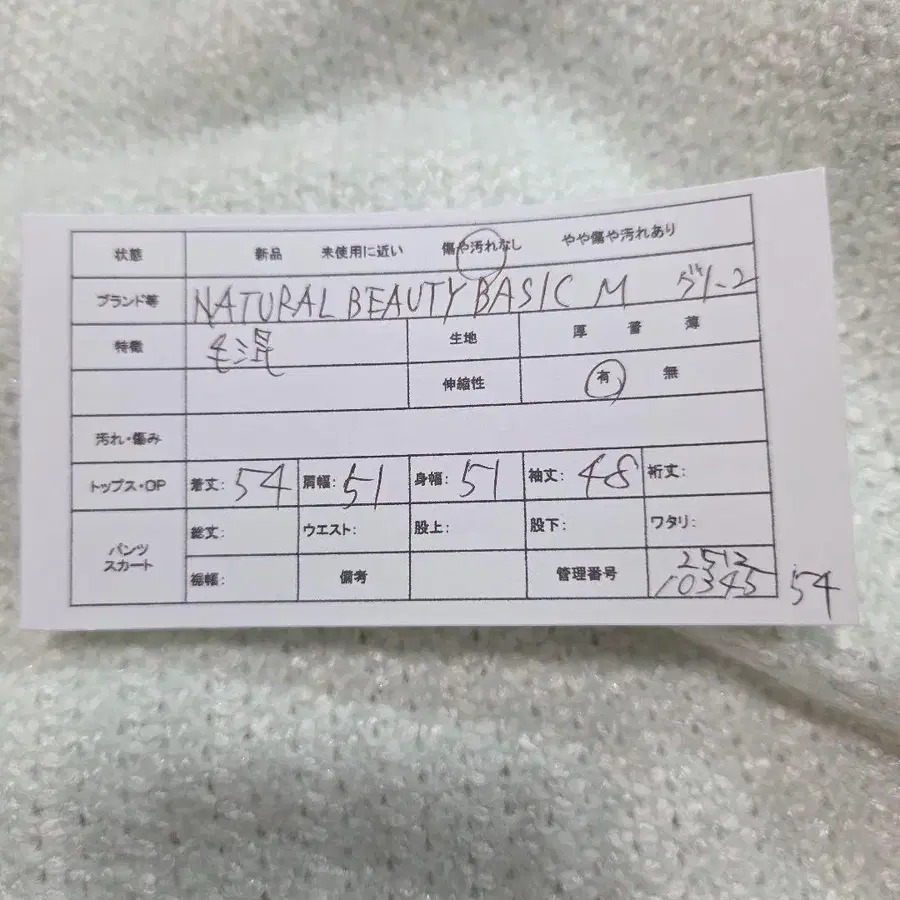 状態 新品 未使用に近い 傷や汚れなし やや傷や汚れあり
ブランド等 NATURAL BEAUTY BASIC M
特徴 毛混 生地 厚 普 薄
伸縮性 有 無
汚れ・傷み
トップス・OP 着丈: 54 肩幅: 51 身幅: 51 袖丈: 48 裄丈:
パンツ スカート 総丈: ウエスト: 股上: 股下: ワタリ:
裾幅: 備考 管理番号 2512
10345 54